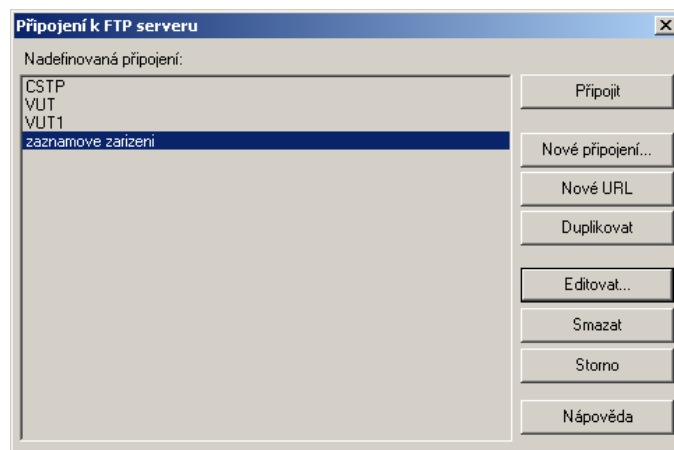 Připojení k FTP serveru
Nadefinovaná připojení:
CSTP
VUT
VUT1
zaznamove zarizeni
Připojit
Nové připojení...
Nové URL
Duplikovat
Editovat...
Smazat
Storno
Nápověda